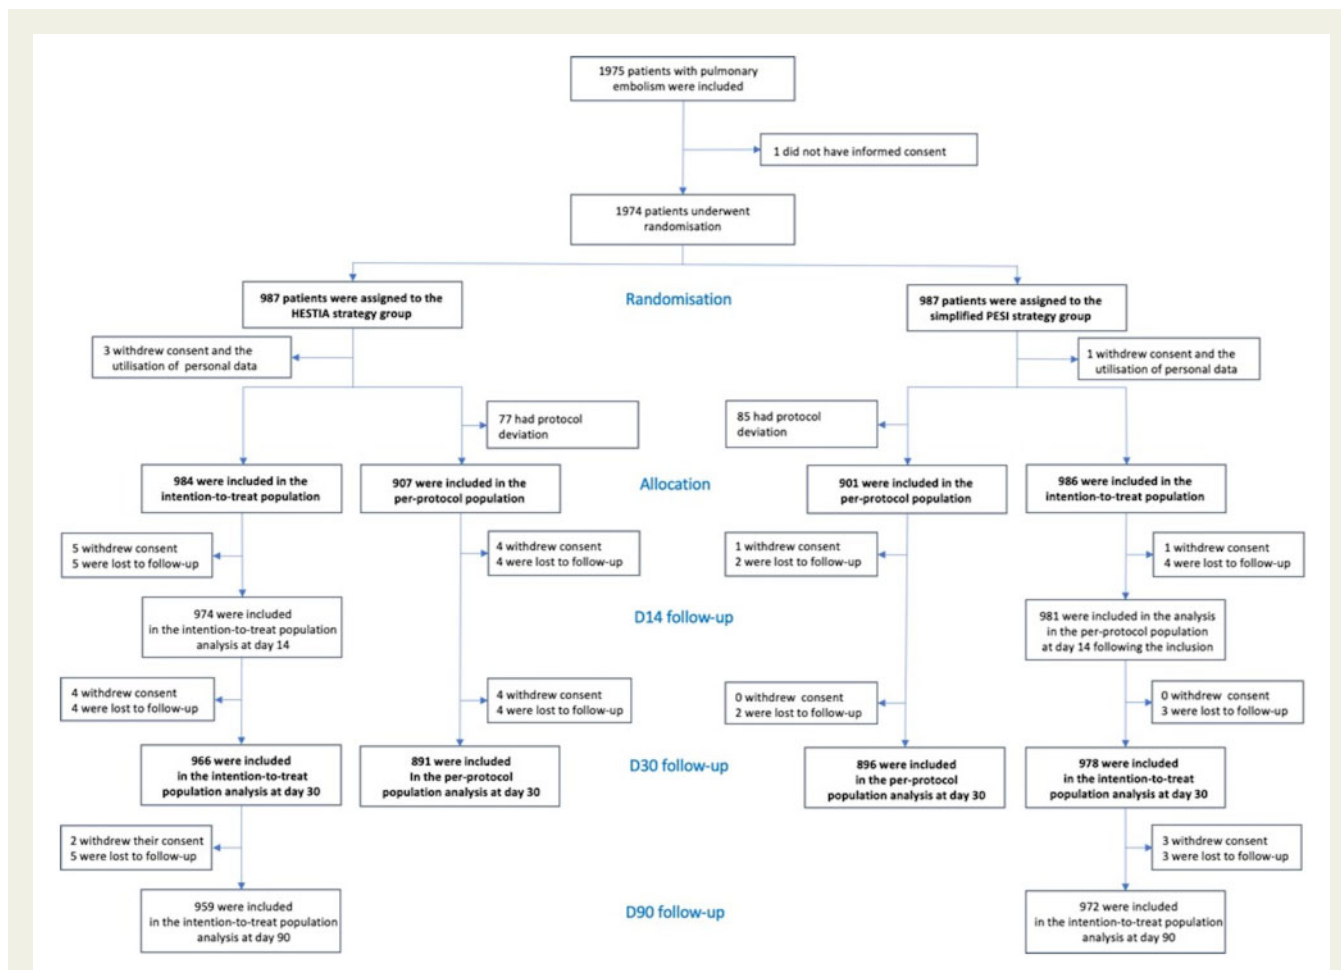 1975 patients with pulmonary
embolism were included
1 did not have informed consent
1974 patients underwent
randomisation
Randomisation
987 patients were assigned to the
HESTIA strategy group
987 patients were assigned to the
simplified PESI strategy group
3 withdrew consent and the
utilisation of personal data
1 withdrew consent and the
utilisation of personal data
77 had protocol
deviation
85 had protocol
deviation
Allocation
984 were included in the
intention-to-treat population
907 were included in the
per-protocol population
901 were included in the
per-protocol population
986 were included in the
intention-to-treat population
5 withdrew consent
5 were lost to follow-up
4 withdrew consent
4 were lost to follow-up
1 withdrew consent
2 were lost to follow-up
1 withdrew consent
4 were lost to follow-up
D14 follow-up
974 were included
in the intention-to-treat population
analysis at day 14
981 were included in the analysis
in the per-protocol population
at day 14 following the inclusion
4 withdrew consent
4 were lost to follow-up
4 withdrew consent
4 were lost to follow-up
0 withdrew consent
2 were lost to follow-up
0 withdrew consent
3 were lost to follow-up
D30 follow-up
966 were included
in the intention-to-treat
population analysis at day 30
891 were included
In the per-protocol
population analysis at day 30
896 were included
in the per-protocol
population analysis at day 30
978 were included
in the intention-to-treat
population analysis at day 30
2 withdrew their consent
5 were lost to follow-up
3 withdrew consent
3 were lost to follow-up
D90 follow-up
959 were included
in the intention-to-treat population
analysis at day 90
972 were included
in the intention-to-treat population
analysis at day 90